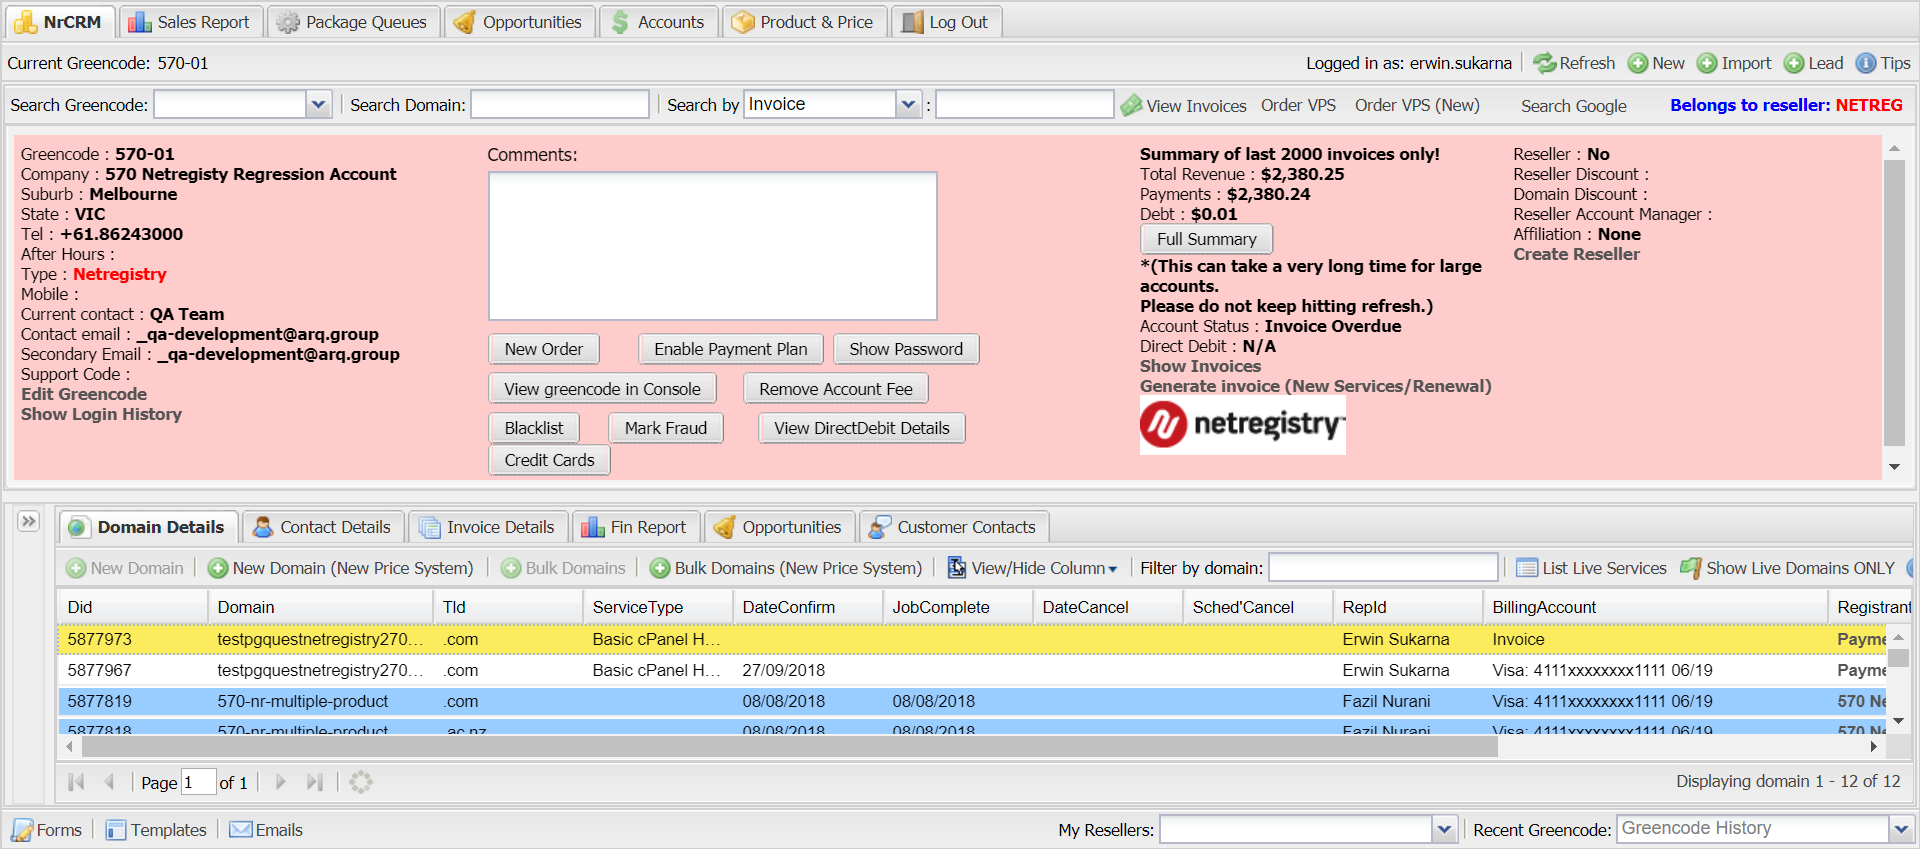 NrCRM Sales Report Package Queues Opportunities Accounts Product & Price Log Out
Current Greencode: 570-01 Logged in as: erwin.sukarna Refresh New Import Lead Tips
Search Greencode: Search Domain: Search by Invoice : View Invoices Order VPS Order VPS (New) Search Google Belongs to reseller: NETREG
Greencode : 570-01
Company : 570 Netregisty Regression Account
Suburb : Melbourne
State : VIC
Tel : +61.86243000
After Hours :
Type : Netregistry
Mobile :
Current contact : QA Team
Contact email : _qa-development@arq.group
Secondary Email : _qa-development@arq.group
Support Code :
Edit Greencode
Show Login History
Comments:
New Order Enable Payment Plan Show Password
View greencode in Console Remove Account Fee
Blacklist Mark Fraud View DirectDebit Details
Credit Cards
Summary of last 2000 invoices only!
Total Revenue : $2,380.25
Payments : $2,380.24
Debt : $0.01
Full Summary
*(This can take a very long time for large
accounts.
Please do not keep hitting refresh.)
Account Status : Invoice Overdue
Direct Debit : N/A
Show Invoices
Generate invoice (New Services/Renewal)
netregistry
Reseller : No
Reseller Discount :
Domain Discount :
Reseller Account Manager :
Affiliation : None
Create Reseller
Domain Details Contact Details Invoice Details Fin Report Opportunities Customer Contacts
New Domain New Domain (New Price System) Bulk Domains Bulk Domains (New Price System) View/Hide Column Filter by domain: List Live Services Show Live Domains ONLY
Did Domain Tld ServiceType DateConfirm JobComplete DateCancel Sched'Cancel RepId BillingAccount Registrant
5877973 testpgquestnetregistry270... .com Basic cPanel H... Erwin Sukarna Invoice Payme
5877967 testpgquestnetregistry270... .com Basic cPanel H... 27/09/2018 Erwin Sukarna Visa: 4111xxxxxxxx1111 06/19 Payme
5877819 570-nr-multiple-product .com 08/08/2018 08/08/2018 Fazil Nurani Visa: 4111xxxxxxxx1111 06/19 570 Ne
5877818 570-nr-multiple-product .ac.nz 08/08/2018 08/08/2018 Fazil Nurani Visa: 4111xxxxxxxx1111 06/19 570 Ne
Page 1 of 1 Displaying domain 1 - 12 of 12
Forms Templates Emails My Resellers: Recent Greencode: Greencode History